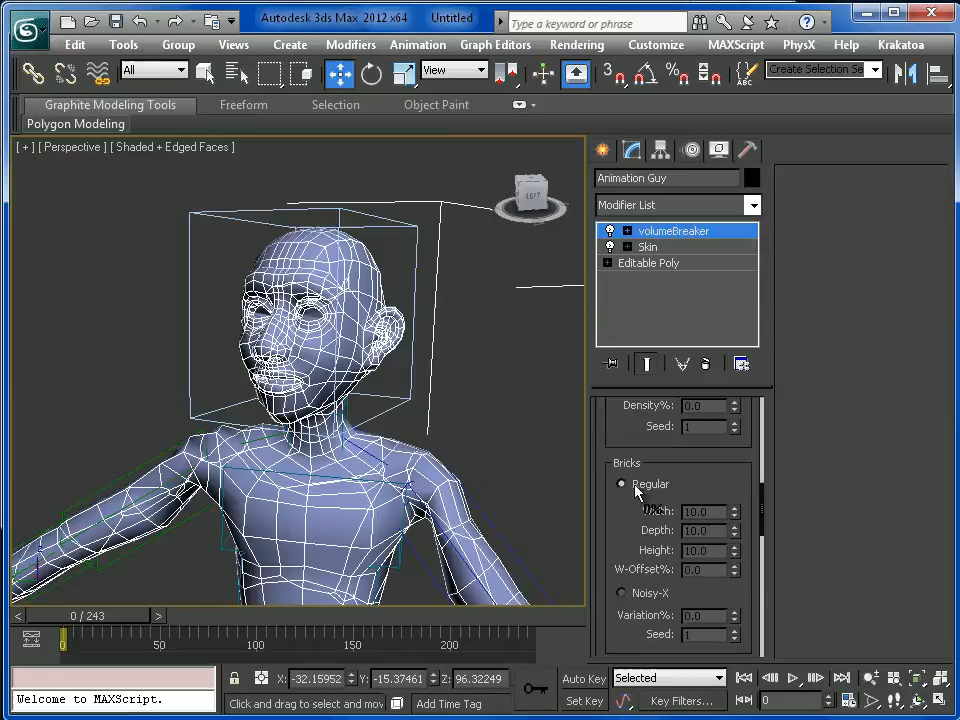 Autodesk 3ds Max 2012 x64 Untitled
Type a keyword or phrase
Edit Tools Group Views Create Modifiers Animation Graph Editors Rendering Customize MAXScript PhysX Help Krakatoa
All View 3 Create Selection Se
Graphite Modeling Tools Freeform Selection Object Paint
Polygon Modeling
[ + ] [ Perspective ] [ Shaded + Edged Faces ]
LEFT
Animation Guy
Modifier List
volumeBreaker
Skin
Editable Poly
Density%: 0.0
Seed: 1
Bricks
Regular
10.0
Depth: 10.0
Height: 10.0
W-Offset%: 0.0
Noisy-X
Variation%: 0.0
Seed: 1
< 0 / 243 >
0 50 100 150 200
X: -32.15952 Y: -15.37461 Z: 96.32249 Auto Key Selected
Welcome to MAXScript. Click and drag to select and mov Add Time Tag Set Key Key Filters... 0